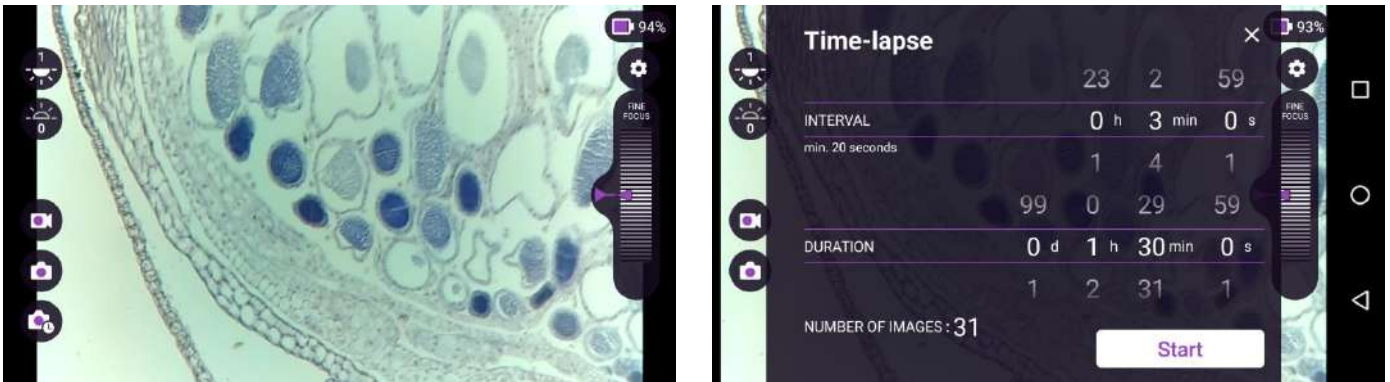 94%
1
0
FINE
FOCUS
93%
1
0
FINE
FOCUS
Time-lapse
23 2 59
INTERVAL 0 h 3 min 0 s
min. 20 seconds
1 4 1
99 0 29 59
DURATION 0 d 1 h 30 min 0 s
1 2 31 1
NUMBER OF IMAGES: 31
Start